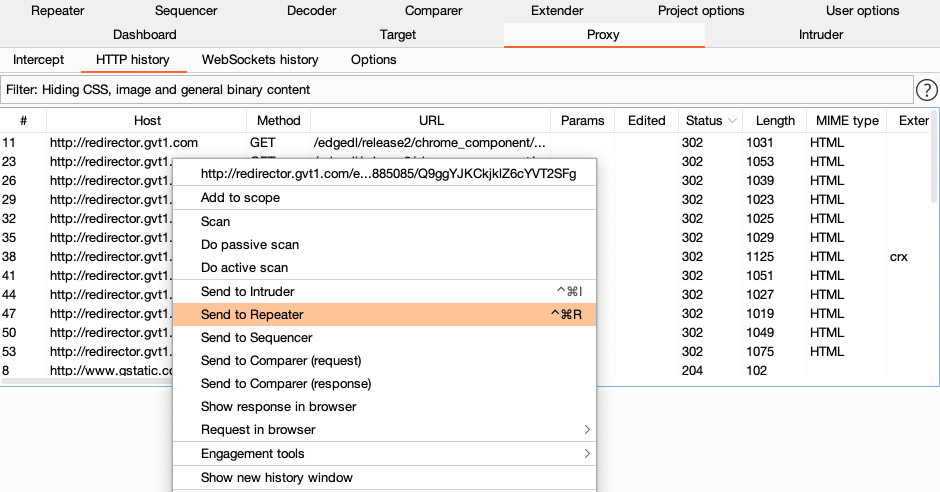 Repeater Sequencer Decoder Comparer Extender Project options User options
Dashboard Target Proxy Intruder
Intercept HTTP history WebSockets history Options
Filter: Hiding CSS, image and general binary content ?
# Host Method URL Params Edited Status Length MIME type Exter
11 http://redirector.gvt1.com GET /edgedl/release2/chrome_component/... 302 1031 HTML
23 http://redirector.gvt1. 302 1053 HTML
26 http://redirector.gvt1. 302 1039 HTML
29 http://redirector.gvt1. 302 1023 HTML
32 http://redirector.gvt1. 302 1025 HTML
35 http://redirector.gvt1. 302 1029 HTML
38 http://redirector.gvt1. 302 1125 HTML crx
41 http://redirector.gvt1. 302 1051 HTML
44 http://redirector.gvt1. 302 1027 HTML
47 http://redirector.gvt1. 302 1019 HTML
50 http://redirector.gvt1. 302 1049 HTML
53 http://redirector.gvt1. 302 1075 HTML
8 http://www.gstatic.co 204 102
http://redirector.gvt1.com/e...885085/Q9ggYJKCkjklZ6cYVT2SFg
Add to scope
Scan
Do passive scan
Do active scan
Send to Intruder ^⌘I
Send to Repeater ^⌘R
Send to Sequencer
Send to Comparer (request)
Send to Comparer (response)
Show response in browser
Request in browser
Engagement tools
Show new history window